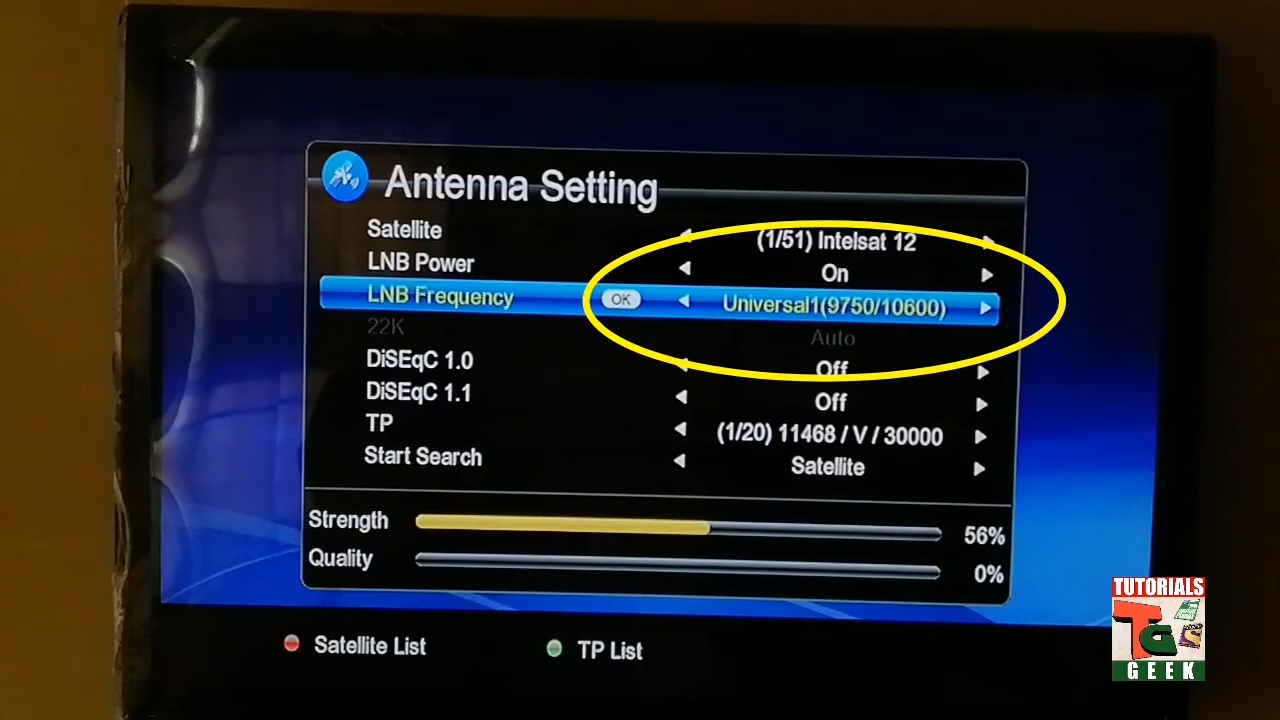 Antenna Setting
Satellite (1/51) Intelsat 12
LNB Power On
LNB Frequency OK Universal1(9750/10600)
22K Auto
DiSEqC 1.0 Off
DiSEqC 1.1 Off
TP (1/20) 11468 / V / 30000
Start Search Satellite
Strength 56%
Quality 0%
Satellite List TP List
TUTORIALS
TGS
GEEK